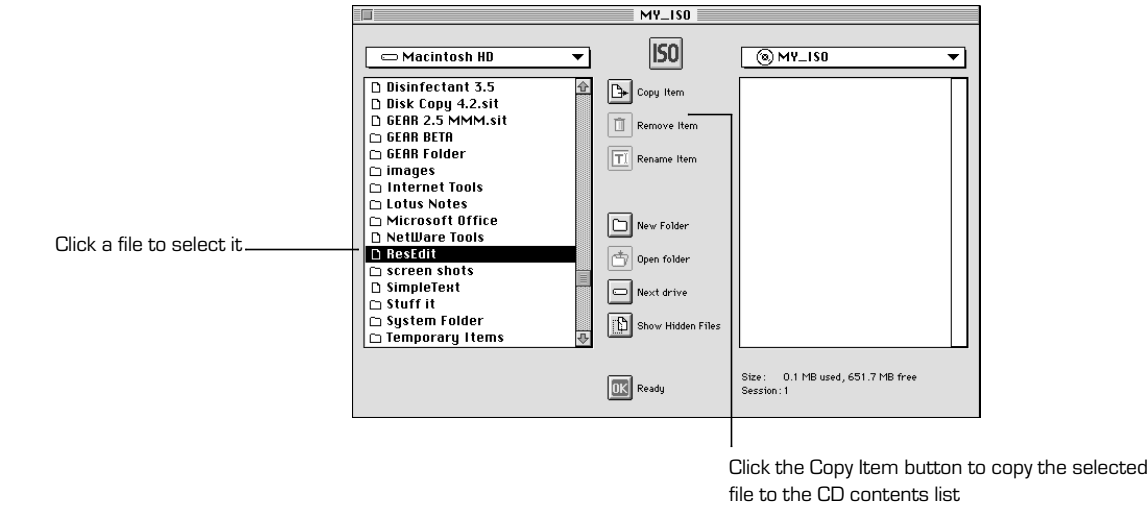 MY_ISO
Macintosh HD
ISO
MY_ISO
Disinfectant 3.5
Disk Copy 4.2.sit
GEAR 2.5 MMM.sit
GEAR BETA
GEAR Folder
images
Internet Tools
Lotus Notes
Microsoft Office
NetWare Tools
ResEdit
screen shots
SimpleText
Stuff it
System Folder
Temporary Items
Copy Item
Remove Item
Rename Item
New Folder
Open folder
Next drive
Show Hidden Files
OK Ready
Size: 0.1 MB used, 651.7 MB free
Session: 1
Click a file to select it
Click the Copy Item button to copy the selected
file to the CD contents list